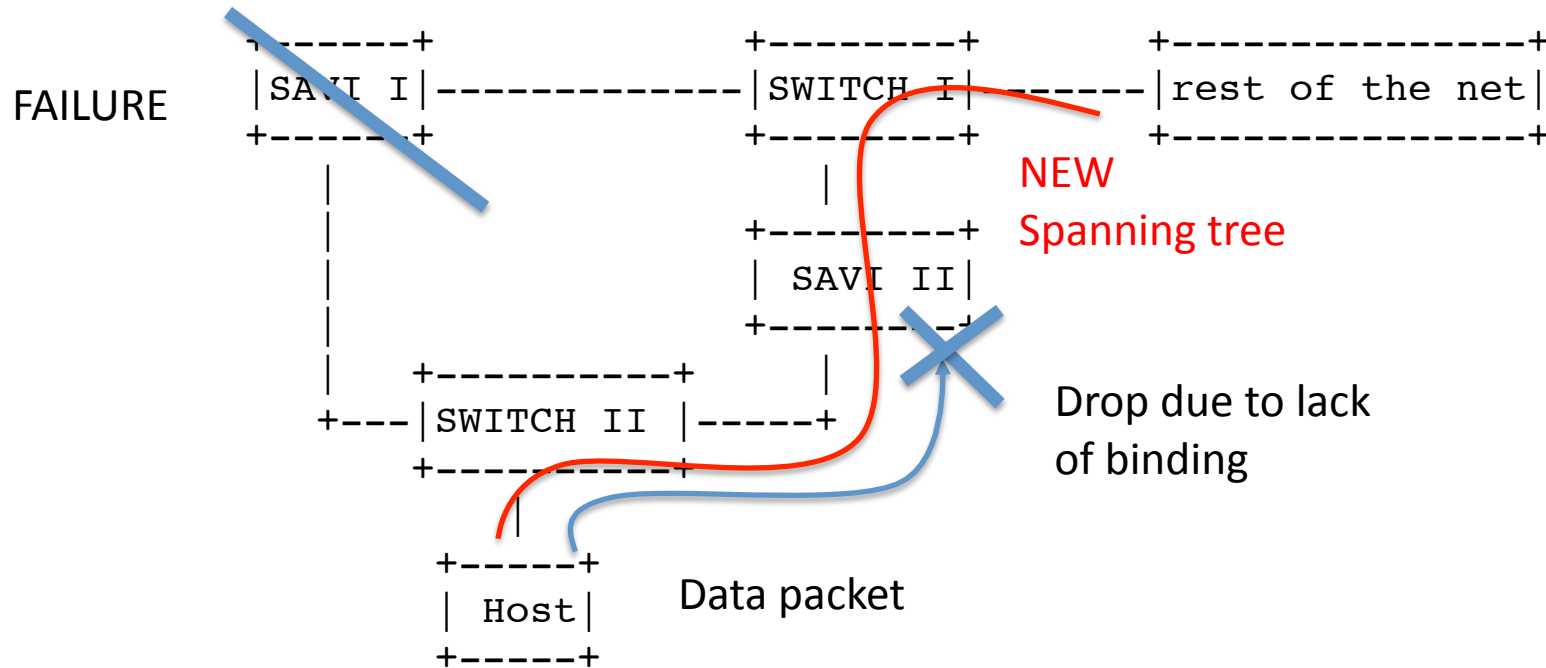 FAILURE
SAVI I
SWITCH I
rest of the net
NEW
Spanning tree
SAVI II
SWITCH II
Drop due to lack
of binding
Host
Data packet